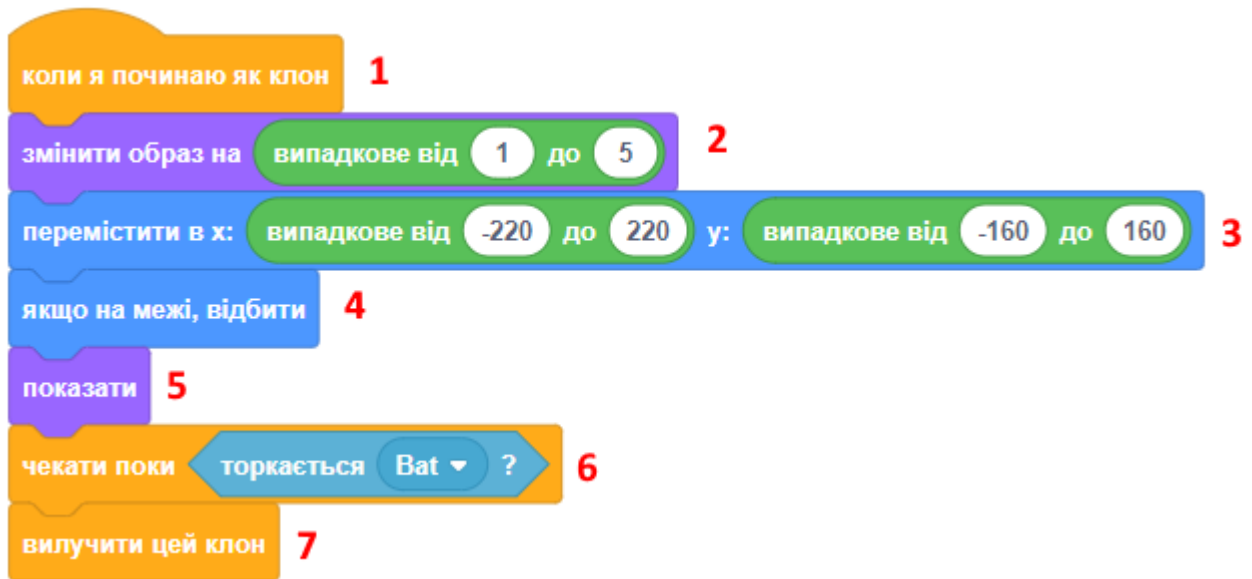 коли я починаю як клон 1
змінити образ на випадкове від 1 до 5 2
перемістити в x: випадкове від -220 до 220 y: випадкове від -160 до 160 3
якщо на межі, відбити 4
показати 5
чекати поки торкається Bat ? 6
вилучити цей клон 7